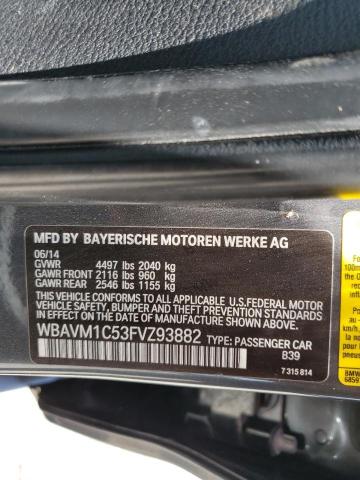 MFD BY BAYERISCHE MOTOREN WERKE AG
06/14
GVWR 4497 lbs 2040 kg
GAWR FRONT 2116 lbs 960 kg
GAWR REAR 2546 lbs 1155 kg
THIS VEHICLE CONFORMS TO ALL APPLICABLE U.S.FEDERAL MOTOR
VEHICLE SAFETY, BUMPER AND THEFT PREVENTION STANDARDS IN
EFFECT ON THE DATE OF MANUFACTURE SHOWN ABOVE.
WBAVM1C53FVZ93882 TYPE: PASSENGER CAR
B39
7 315 814
BMW